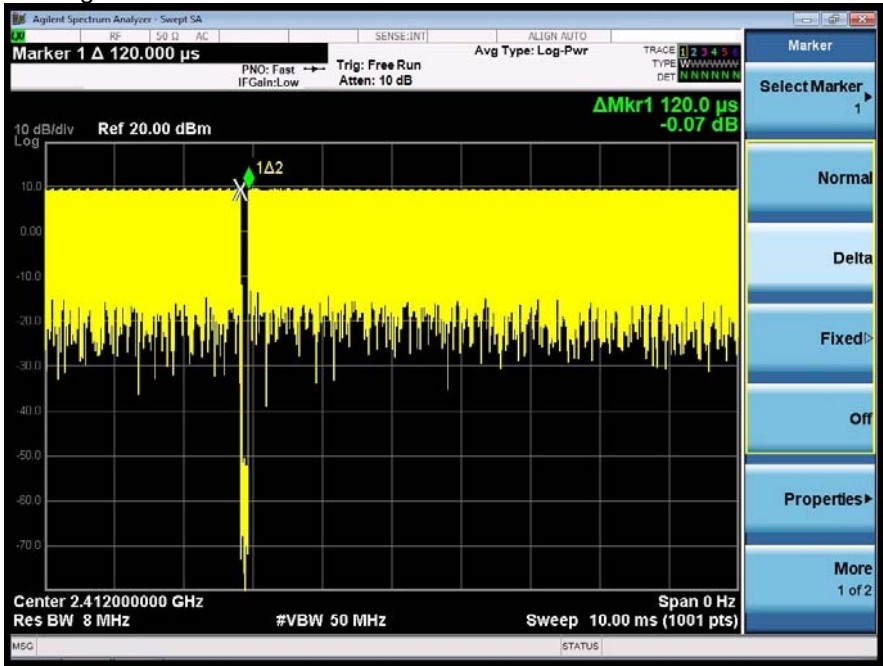 Agilent Spectrum Analyzer - Swept SA
RF 50 Ω AC SENSE:INT ALIGN AUTO
Marker 1 Δ 120.000 µs
PNO: Fast
IFGain:Low
Trig: Free Run
Atten: 10 dB
Avg Type: Log-Pwr
TRACE 1 2 3 4 5 6
TYPE WWWWWW
DET N N N N N N
ΔMkr1 120.0 µs
-0.07 dB
10 dB/div Ref 20.00 dBm
Log
1Δ2
10.0
0.00
-10.0
-20.0
-30.0
-40.0
-50.0
-60.0
-70.0
Center 2.412000000 GHz
Span 0 Hz
Res BW 8 MHz
#VBW 50 MHz
Sweep 10.00 ms (1001 pts)
MSG
STATUS
Marker
Select Marker
1
Normal
Delta
Fixed
Off
Properties
More
1 of 2